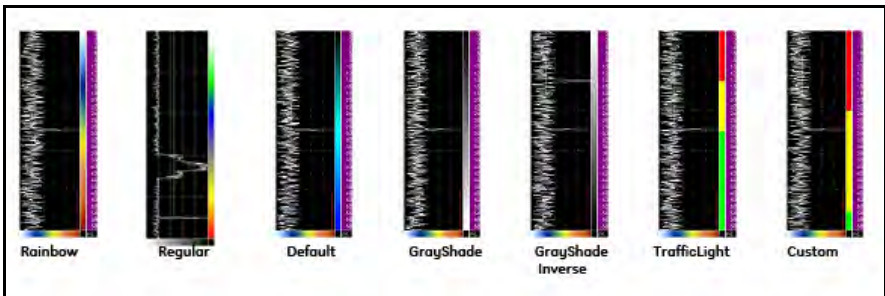 Rainbow
Regular
Default
GrayShade
GrayShade
Inverse
TrafficLight
Custom